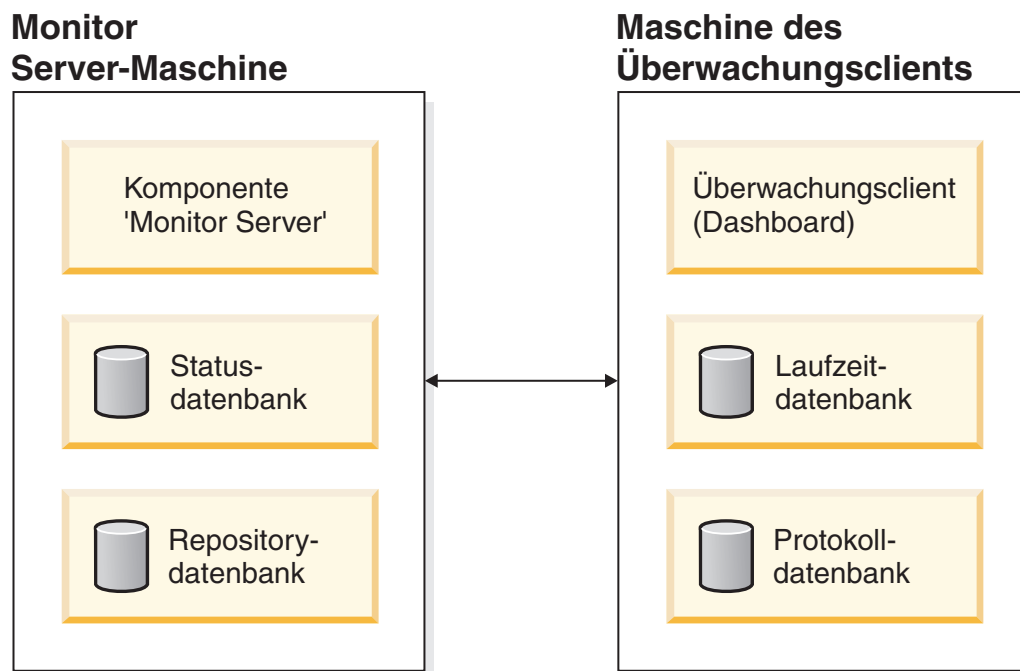 Monitor
Server-Maschine
Komponente
'Monitor Server'
Status-
datenbank
Repository-
datenbank
Maschine des
Überwachungsclients
Überwachungsclient
(Dashboard)
Laufzeit-
datenbank
Protokoll-
datenbank